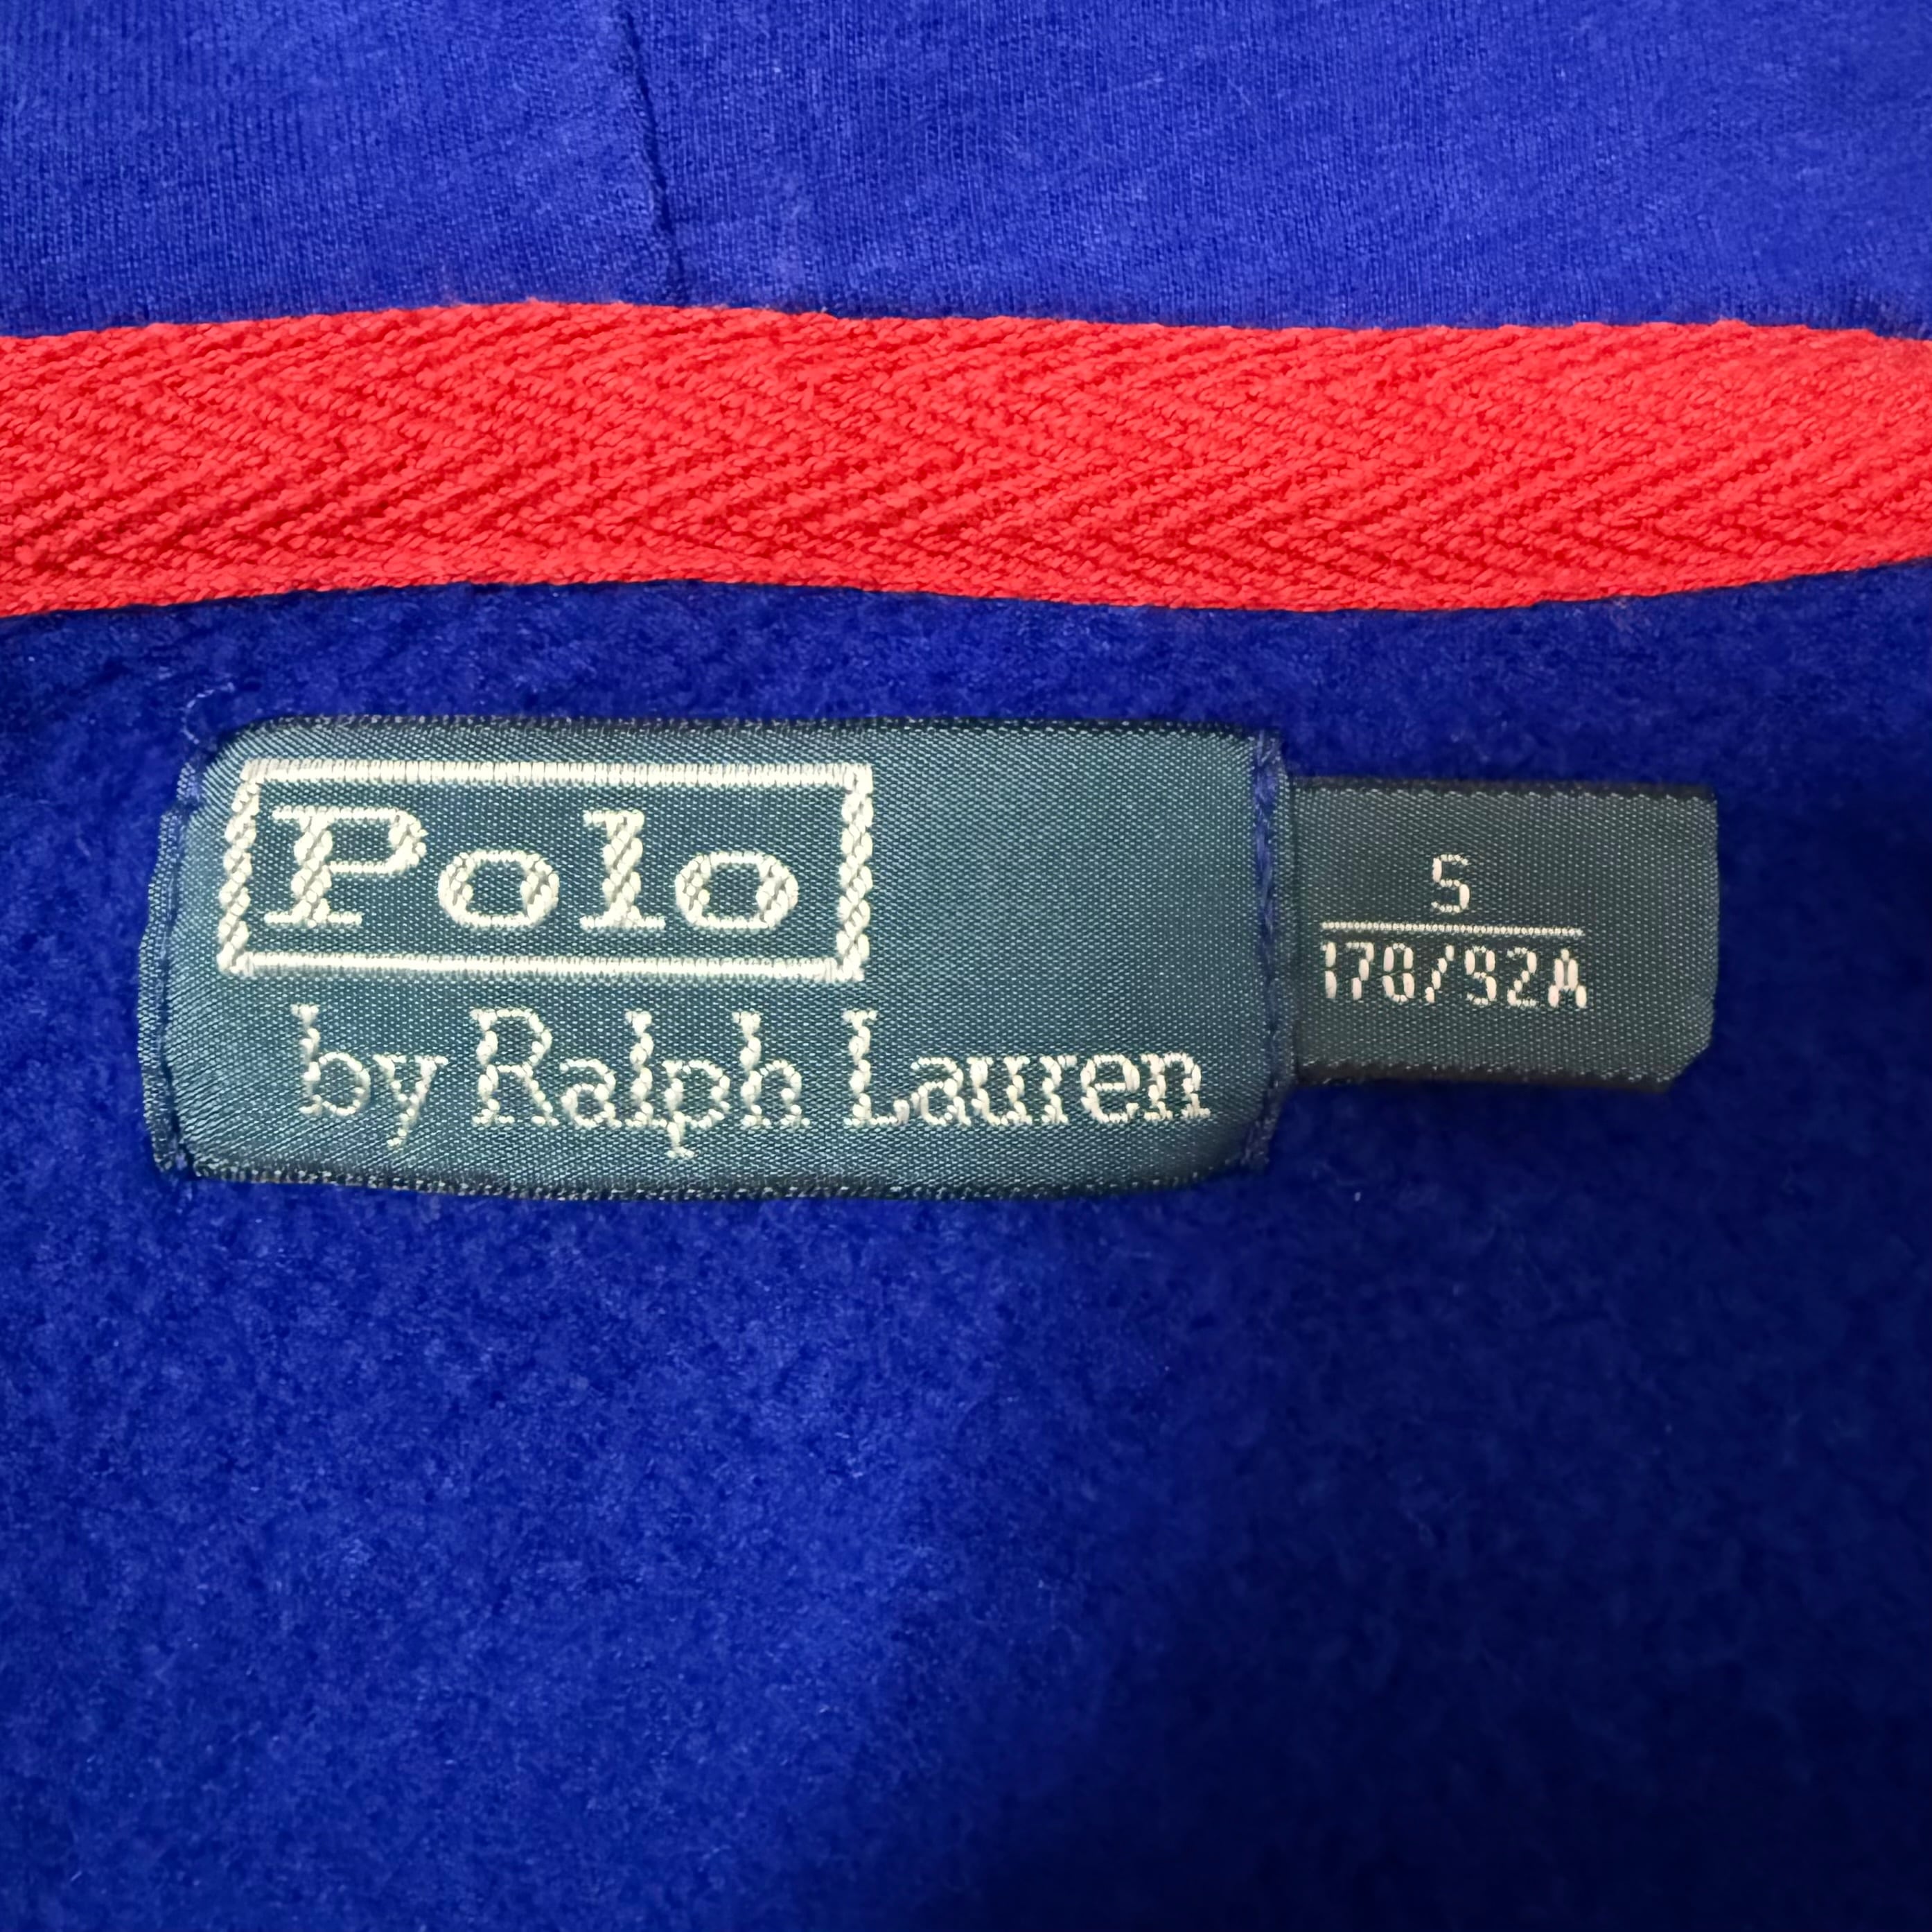 Polo
by Ralph Lauren
S
170/92A